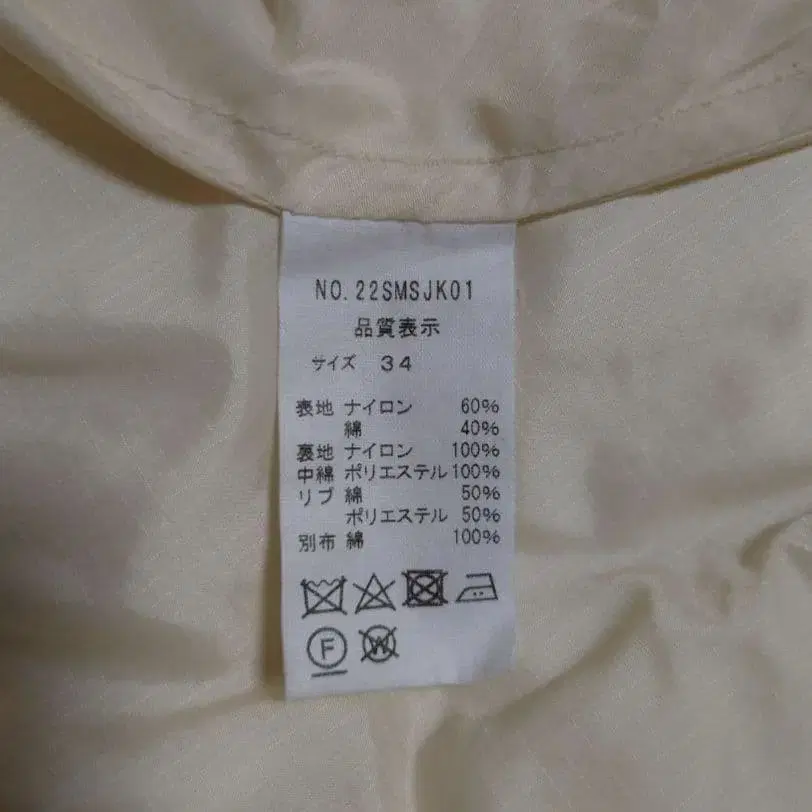 NO.22SMSJK01
品質表示
サイズ 34
表地 ナイロン 60%
綿 40%
裏地 ナイロン 100%
中綿 ポリエステル 100%
リブ 綿 50%
ポリエステル 50%
別布 綿 100%
F W